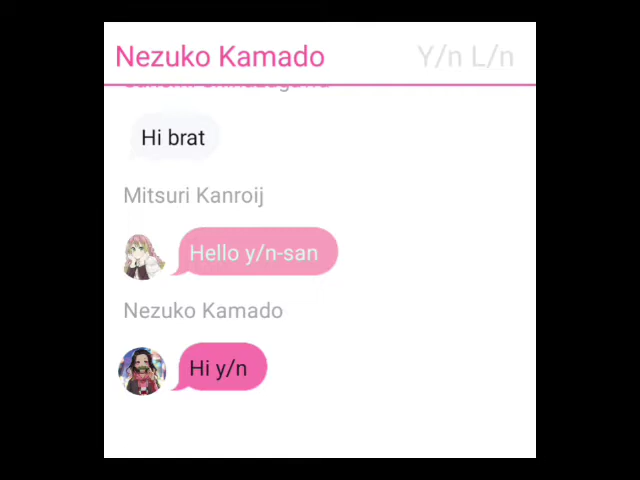 Nezuko Kamado Y/n L/n
Hi brat
Mitsuri Kanroij
Hello y/n-san
Nezuko Kamado
Hi y/n